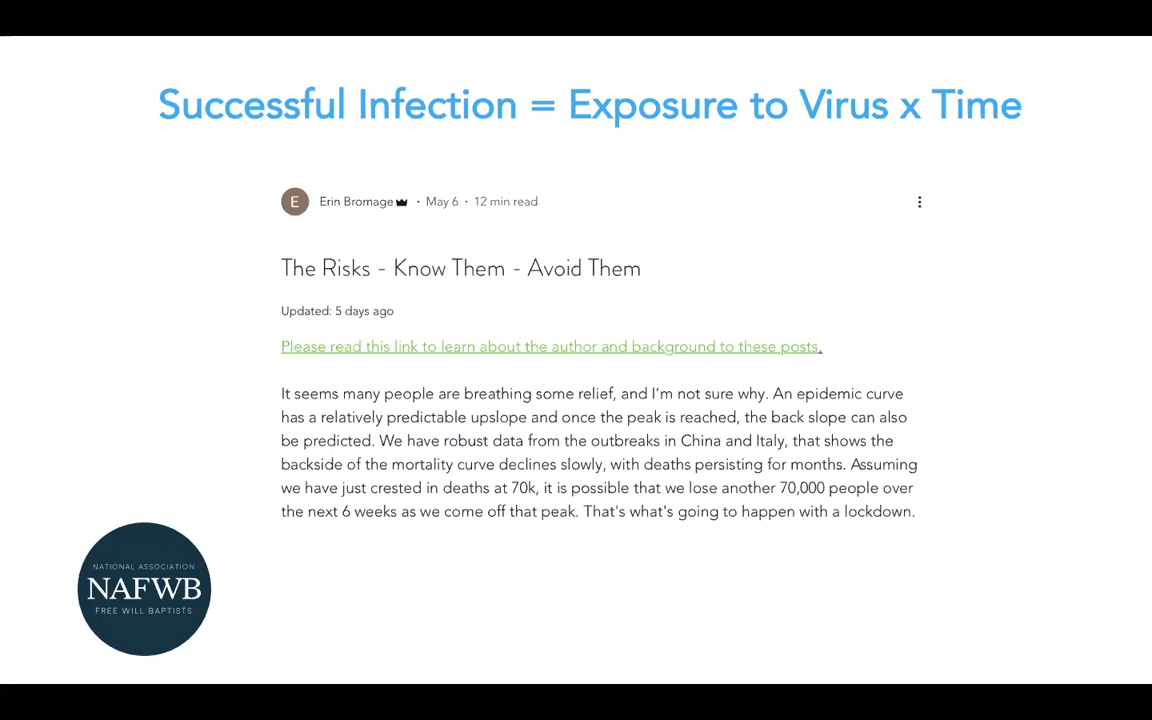 Successful Infection = Exposure to Virus x Time
E
Erin Bromage · May 6 · 12 min read
The Risks - Know Them - Avoid Them
Updated: 5 days ago
Please read this link to learn about the author and background to these posts.
It seems many people are breathing some relief, and I'm not sure why. An epidemic curve
has a relatively predictable upslope and once the peak is reached, the back slope can also
be predicted. We have robust data from the outbreaks in China and Italy, that shows the
backside of the mortality curve declines slowly, with deaths persisting for months. Assuming
we have just crested in deaths at 70k, it is possible that we lose another 70,000 people over
the next 6 weeks as we come off that peak. That's what's going to happen with a lockdown.
NATIONAL ASSOCIATION
NAFWB
FREE WILL BAPTISTS